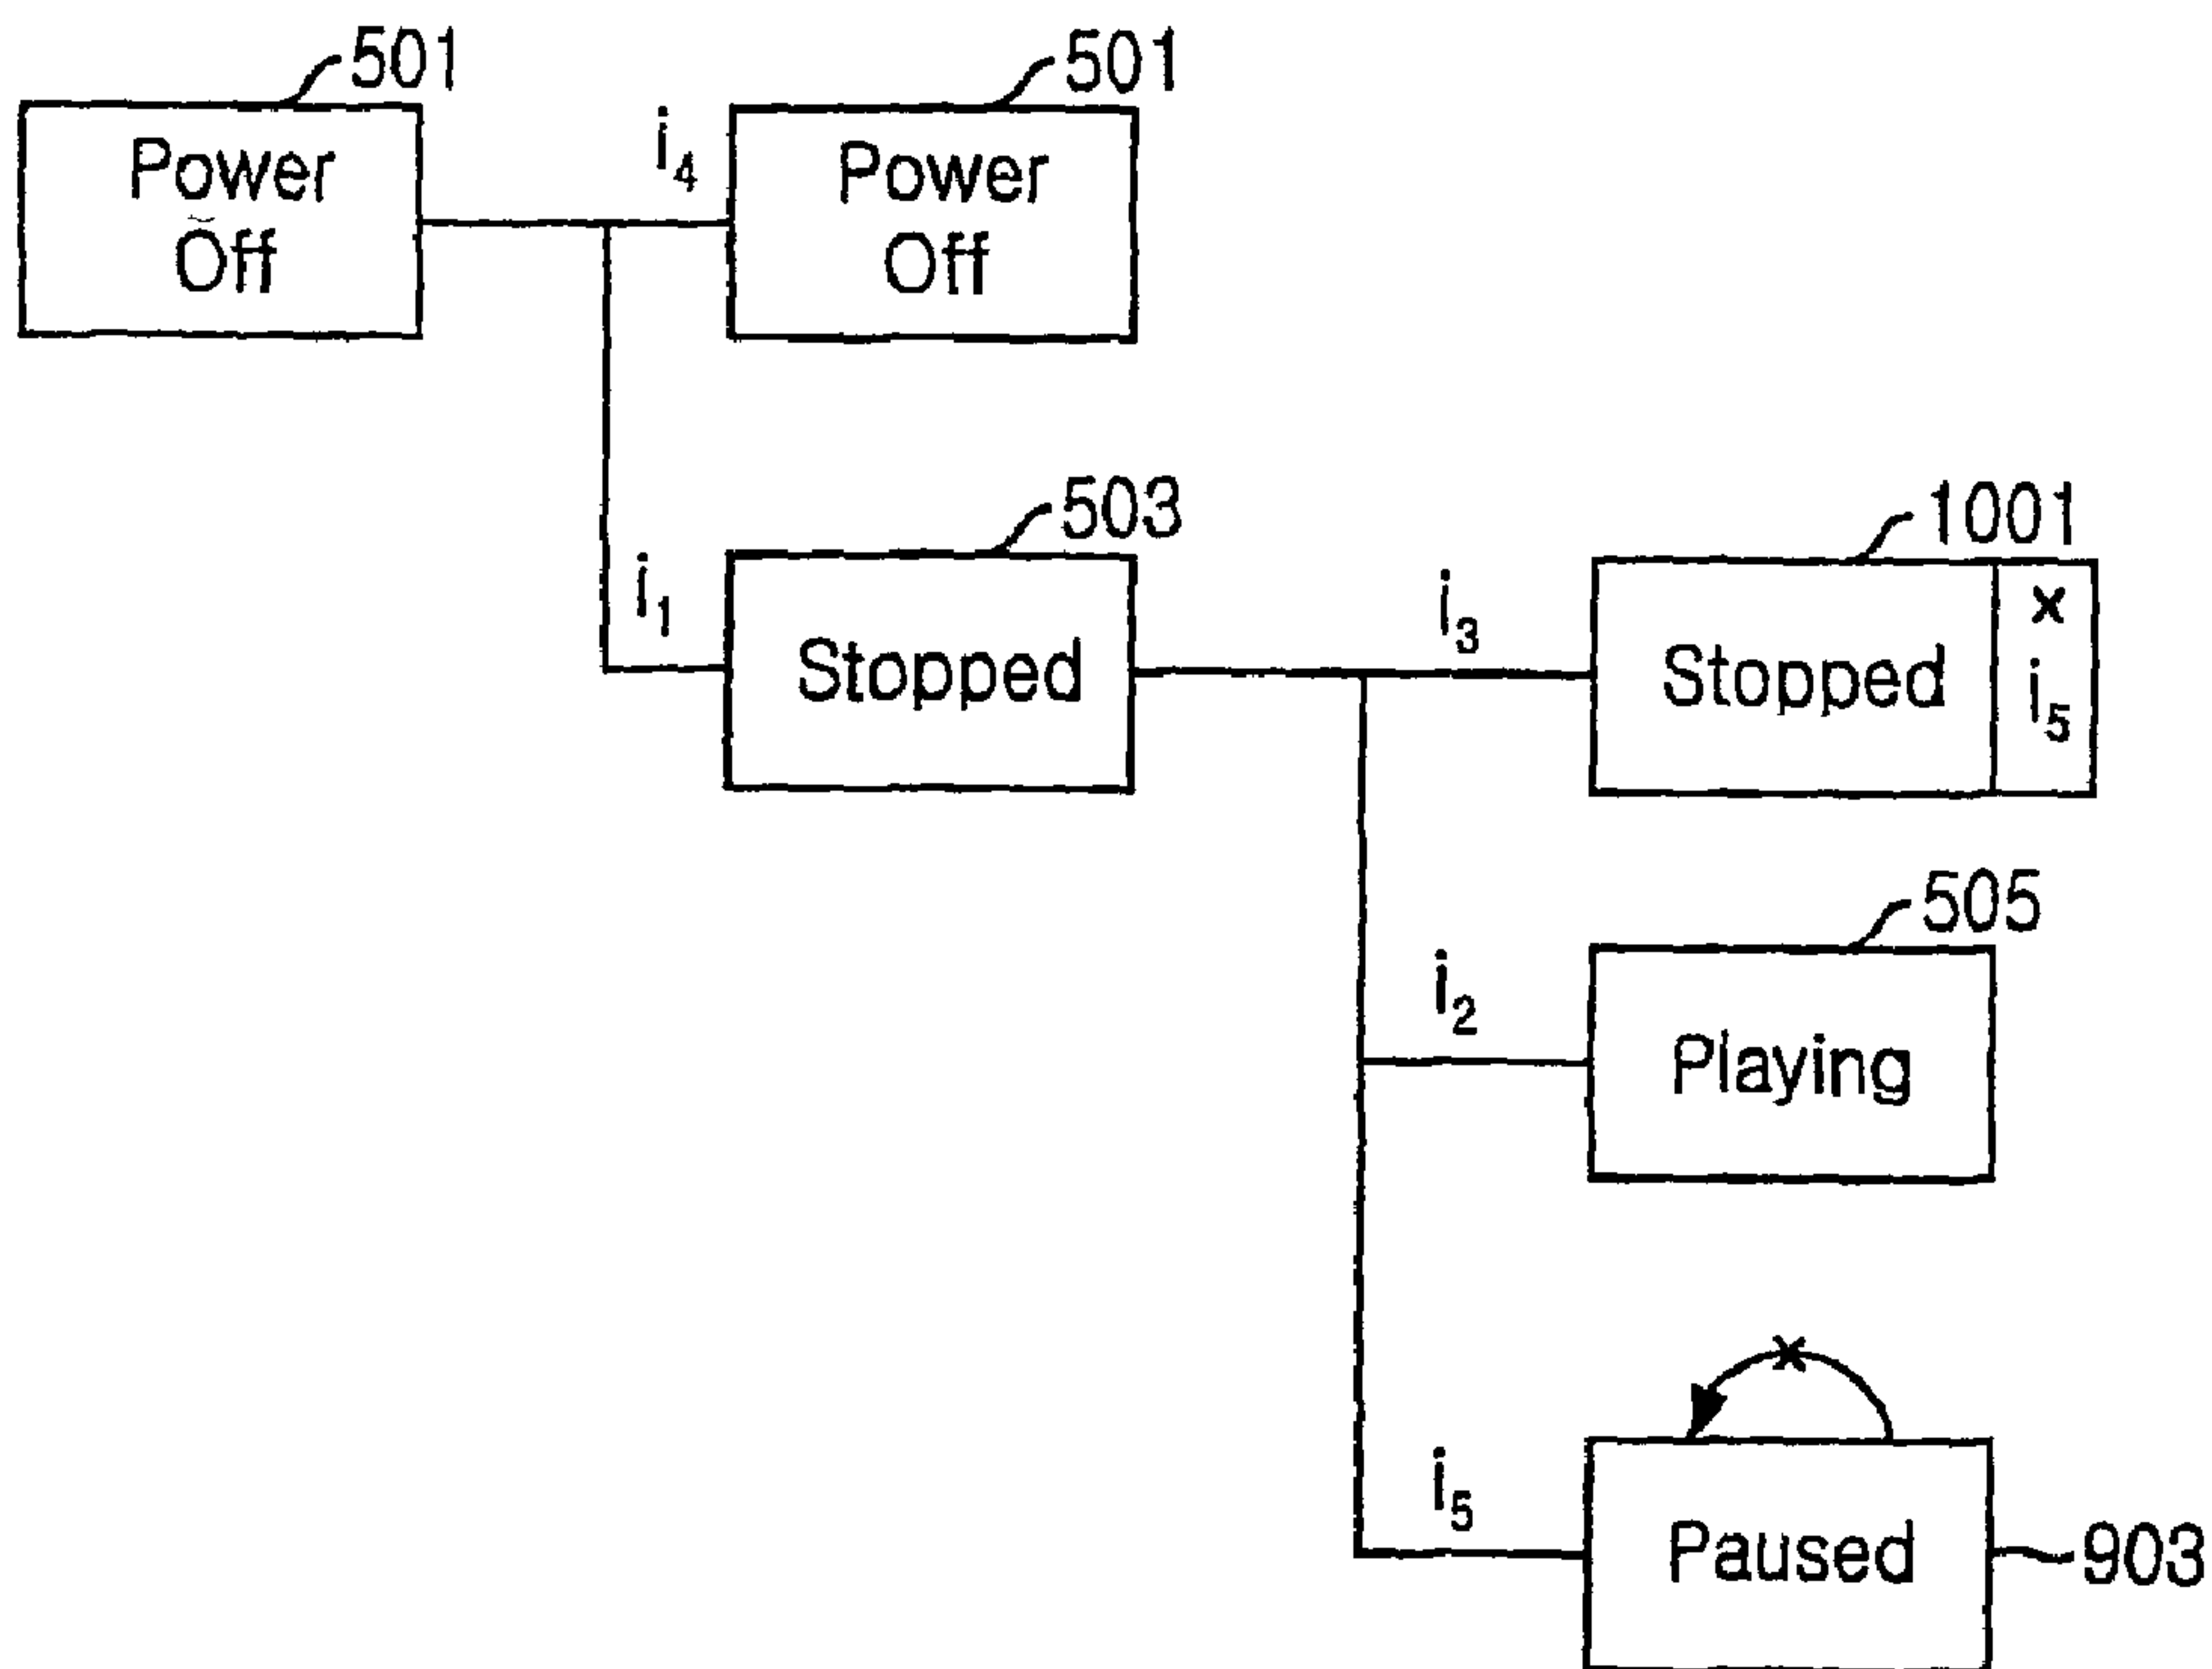 501
501
Power
Off
i4
Power
Off
503
1001
i1
Stopped
i3
Stopped
x
i5
505
i2
Playing
x
i5
Paused
903